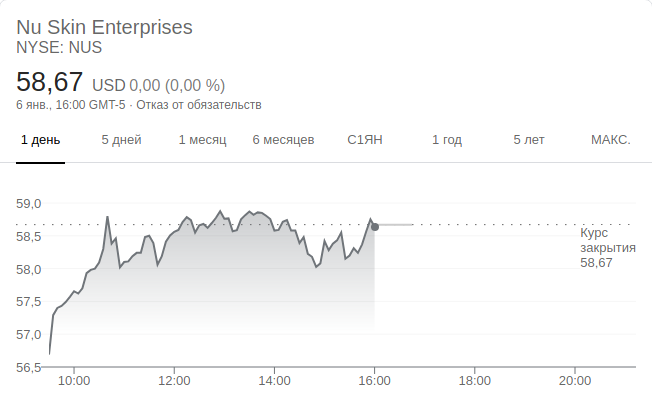 Nu Skin Enterprises
NYSE: NUS
58,67 USD 0,00 (0,00 %)
6 янв., 16:00 GMT-5 · Отказ от обязательств
1 день 5 дней 1 месяц 6 месяцев С1ЯН 1 год 5 лет МАКС.
59,0
58,5
58,0
57,5
57,0
56,5
Курс
закрытия
58,67
10:00 12:00 14:00 16:00 18:00 20:00